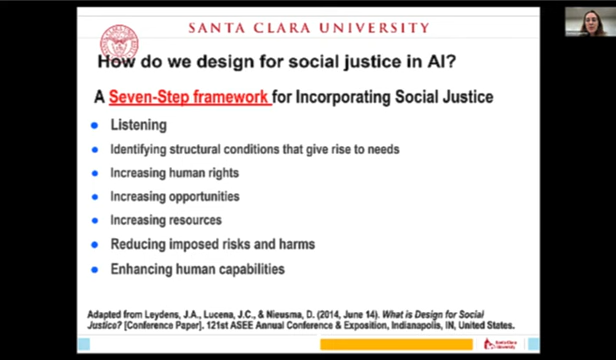 SANTA CLARA UNIVERSITY
How do we design for social justice in AI?
A Seven-Step framework for Incorporating Social Justice
Listening
Identifying structural conditions that give rise to needs
Increasing human rights
Increasing opportunities
Increasing resources
Reducing imposed risks and harms
Enhancing human capabilities
Adapted from Leydens, J.A., Lucena, J.C., & Nieusma, D. (2014, June 14). What is Design for Social
Justice? [Conference Paper]. 121st ASEE Annual Conference & Exposition, Indianapolis, IN, United States.
Santa Clara
University